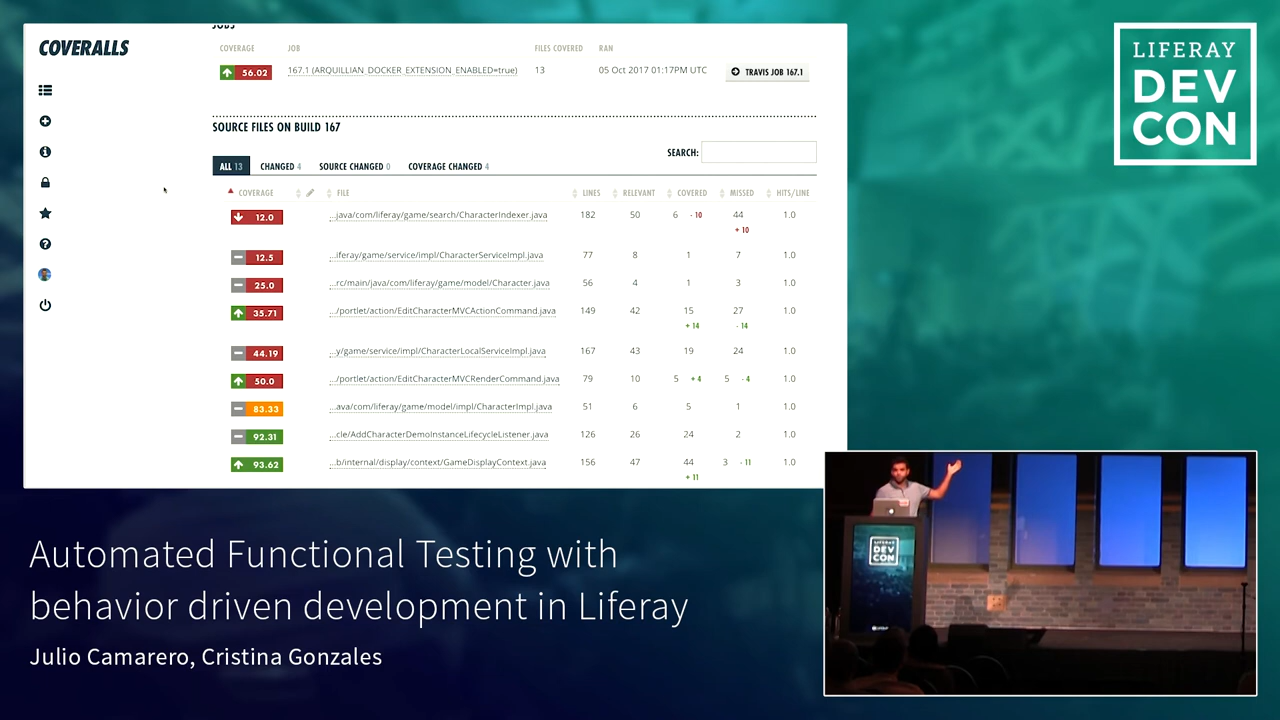 JOBS
COVERALLS
COVERAGE JOB FILES COVERED RAN
56.02 167.1 (ARQUILLIAN_DOCKER_EXTENSION_ENABLED=true) 13 05 Oct 2017 01:17PM UTC TRAVIS JOB 167.1
SOURCE FILES ON BUILD 167
SEARCH:
ALL 13 CHANGED 4 SOURCE CHANGED 0 COVERAGE CHANGED 4
COVERAGE FILE LINES RELEVANT COVERED MISSED HITS/LINE
12.0 ...java/com/liferay/game/search/CharacterIndexer.java 182 50 6 - 10 44 1.0
+ 10
12.5 ...iferay/game/service/impl/CharacterServiceImpl.java 77 8 1 7 1.0
25.0 ...rc/main/java/com/liferay/game/model/Character.java 56 4 1 3 1.0
35.71 .../portlet/action/EditCharacterMVCActionCommand.java 149 42 15 27 1.0
+ 14 - 14
44.19 ...y/game/service/impl/CharacterLocalServiceImpl.java 167 43 19 24 1.0
50.0 .../portlet/action/EditCharacterMVCRenderCommand.java 79 10 5 + 4 5 - 4 1.0
83.33 ...ava/com/liferay/game/model/impl/CharacterImpl.java 51 6 5 1 1.0
92.31 ...cle/AddCharacterDemoInstanceLifecycleListener.java 126 26 24 2 1.0
93.62 ...b/internal/display/context/GameDisplayContext.java 156 47 44 3 - 11 1.0
+ 11
LIFERAY
DEV
CON
Automated Functional Testing with
behavior driven development in Liferay
Julio Camarero, Cristina Gonzales
LIFERAY
DEV
CON